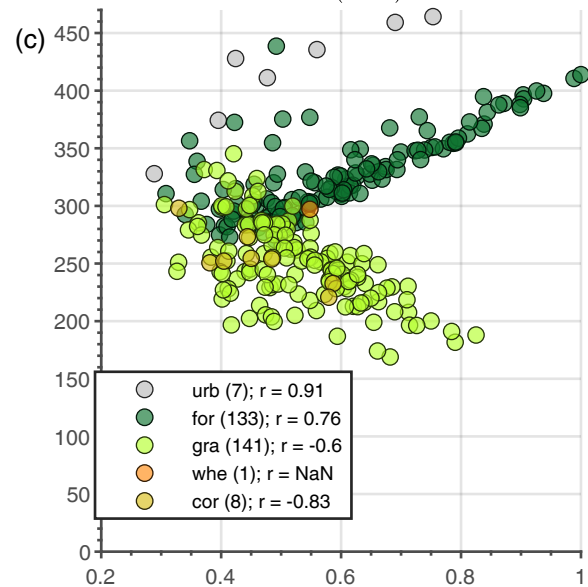 (c)
450
400
350
300
250
200
150
100
50
0
urb (7); r = 0.91
for (133); r = 0.76
gra (141); r = -0.6
whe (1); r = NaN
cor (8); r = -0.83
0.2 0.4 0.6 0.8 1